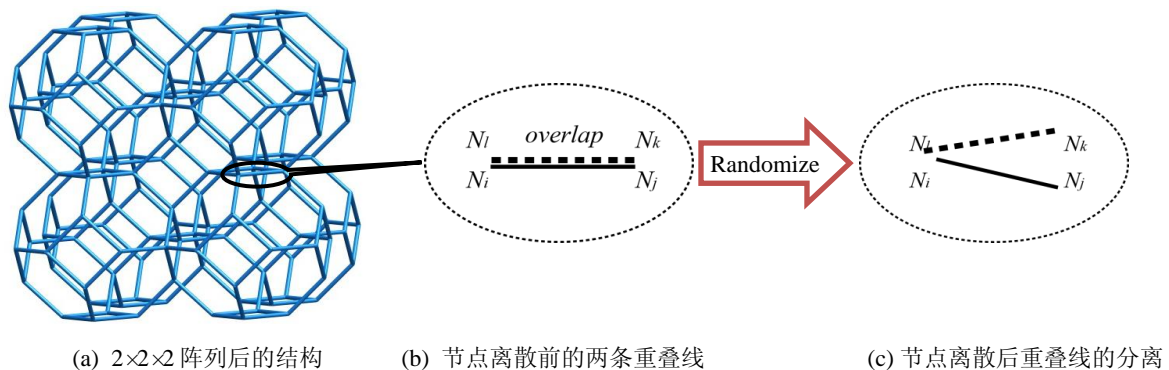 N_l overlap N_k
N_i N_j
Randomize
N_l N_k
N_i N_j
(a) 2×2×2 阵列后的结构
(b) 节点离散前的两条重叠线
(c) 节点离散后重叠线的分离